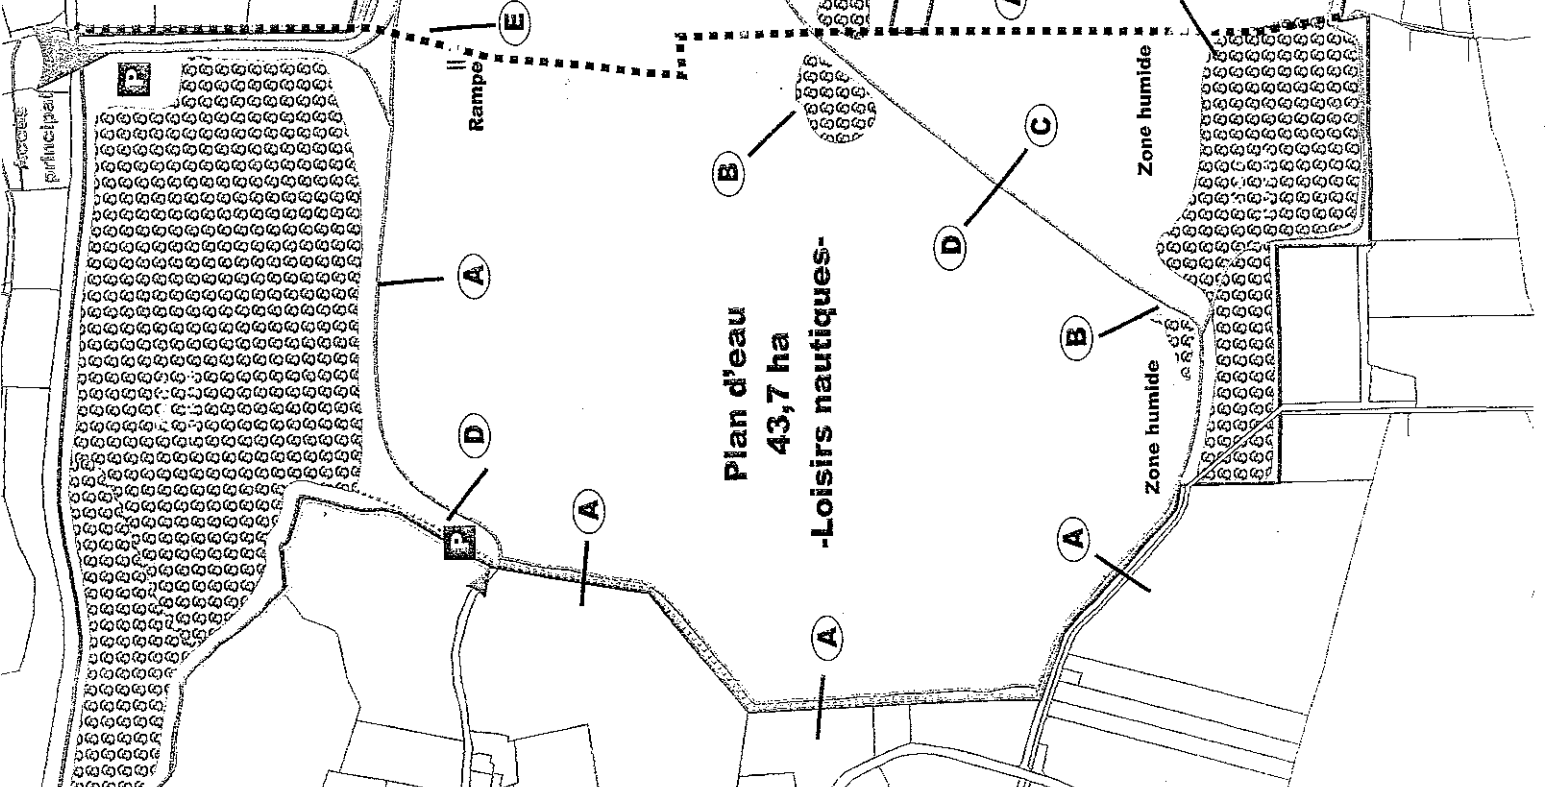 Accès
principal
P
E
Rampe
A
B
C
D
Zone humide
Plan d'eau
43,7 ha
-Loisirs nautiques-
D
P
A
B
Zone humide
A
A